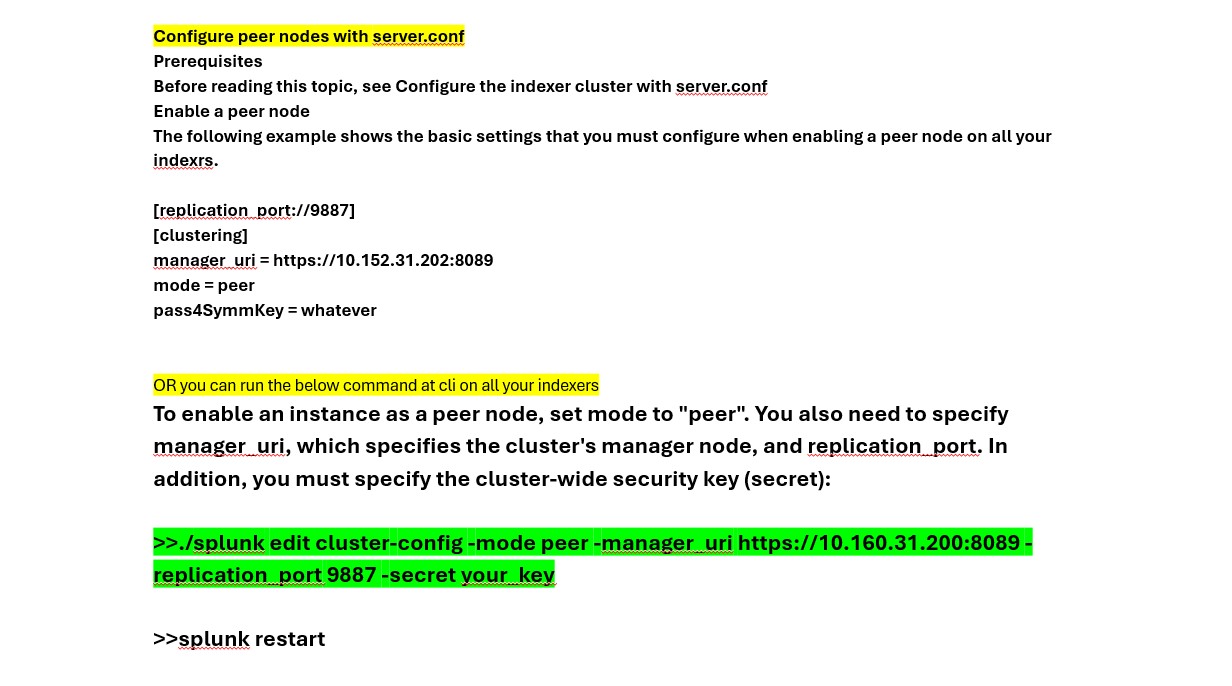 Configure peer nodes with server.conf
Prerequisites
Before reading this topic, see Configure the indexer cluster with server.conf
Enable a peer node
The following example shows the basic settings that you must configure when enabling a peer node on all your
indexrs.
[replication_port://9887]
[clustering]
manager_uri = https://10.152.31.202:8089
mode = peer
pass4SymmKey = whatever
OR you can run the below command at cli on all your indexers
To enable an instance as a peer node, set mode to "peer". You also need to specify
manager_uri, which specifies the cluster's manager node, and replication_port. In
addition, you must specify the cluster-wide security key (secret):
>>./splunk edit cluster-config -mode peer -manager_uri https://10.160.31.200:8089 -
replication_port 9887 -secret your_key
>>splunk restart